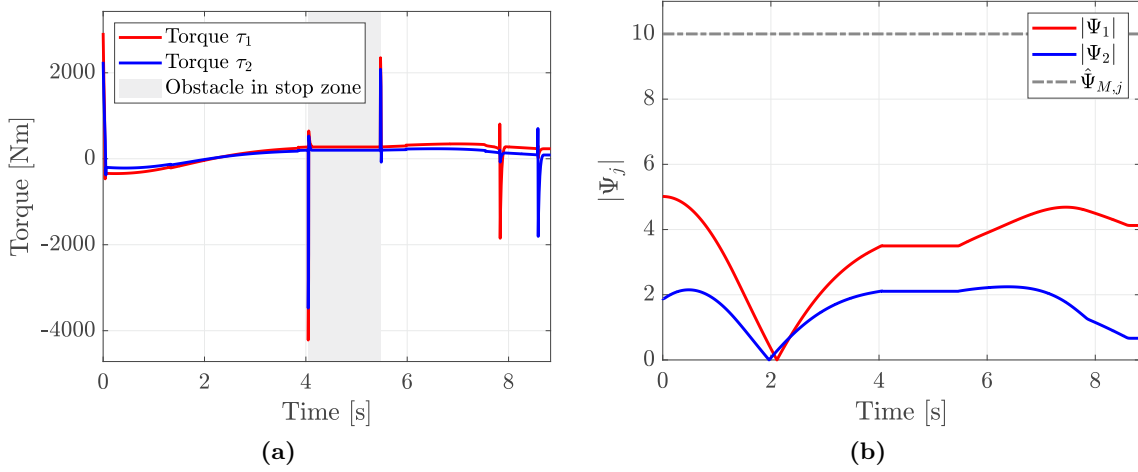 Torque τ1
Torque τ2
Obstacle in stop zone
2000
0
-2000
-4000
Torque [Nm]
0 2 4 6 8
Time [s]
(a)
|Ψ1|
|Ψ2|
Ψ̂M,j
10
8
6
4
2
0
|Ψj|
0 2 4 6 8
Time [s]
(b)